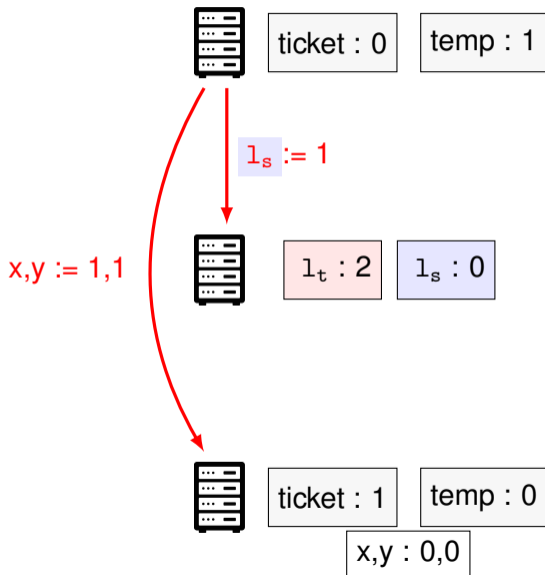 ticket : 0 temp : 1
l_s := 1
x,y := 1,1
l_t : 2 l_s : 0
ticket : 1 temp : 0
x,y : 0,0